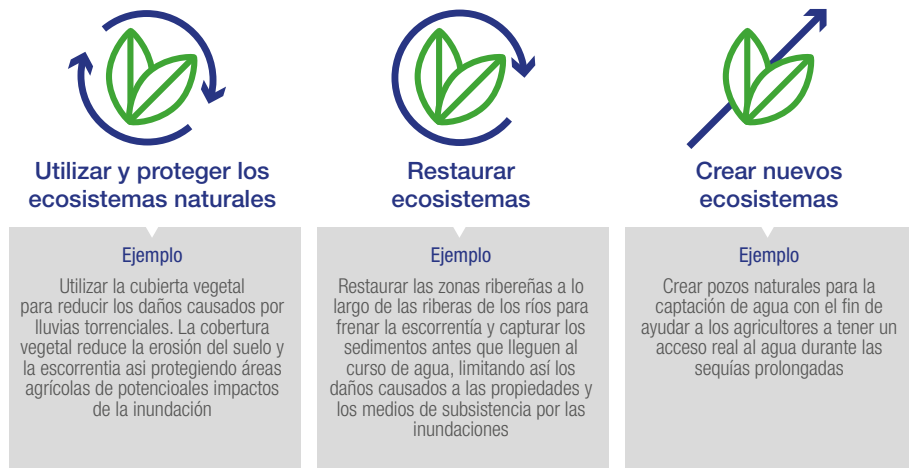 Utilizar y proteger los
ecosistemas naturales
Ejemplo
Utilizar la cubierta vegetal
para reducir los daños causados por
lluvias torrenciales. La cobertura
vegetal reduce la erosión del suelo y
la escorrentia asi protegiendo áreas
agrícolas de potencioales impactos
de la inundación
Restaurar
ecosistemas
Ejemplo
Restaurar las zonas ribereñas a lo
largo de las riberas de los ríos para
frenar la escorrentía y capturar los
sedimentos antes que lleguen al
curso de agua, limitando así los
daños causados a las propiedades y
los medios de subsistencia por las
inundaciones
Crear nuevos
ecosistemas
Ejemplo
Crear pozos naturales para la
captación de agua con el fin de
ayudar a los agricultores a tener un
acceso real al agua durante las
sequías prolongadas